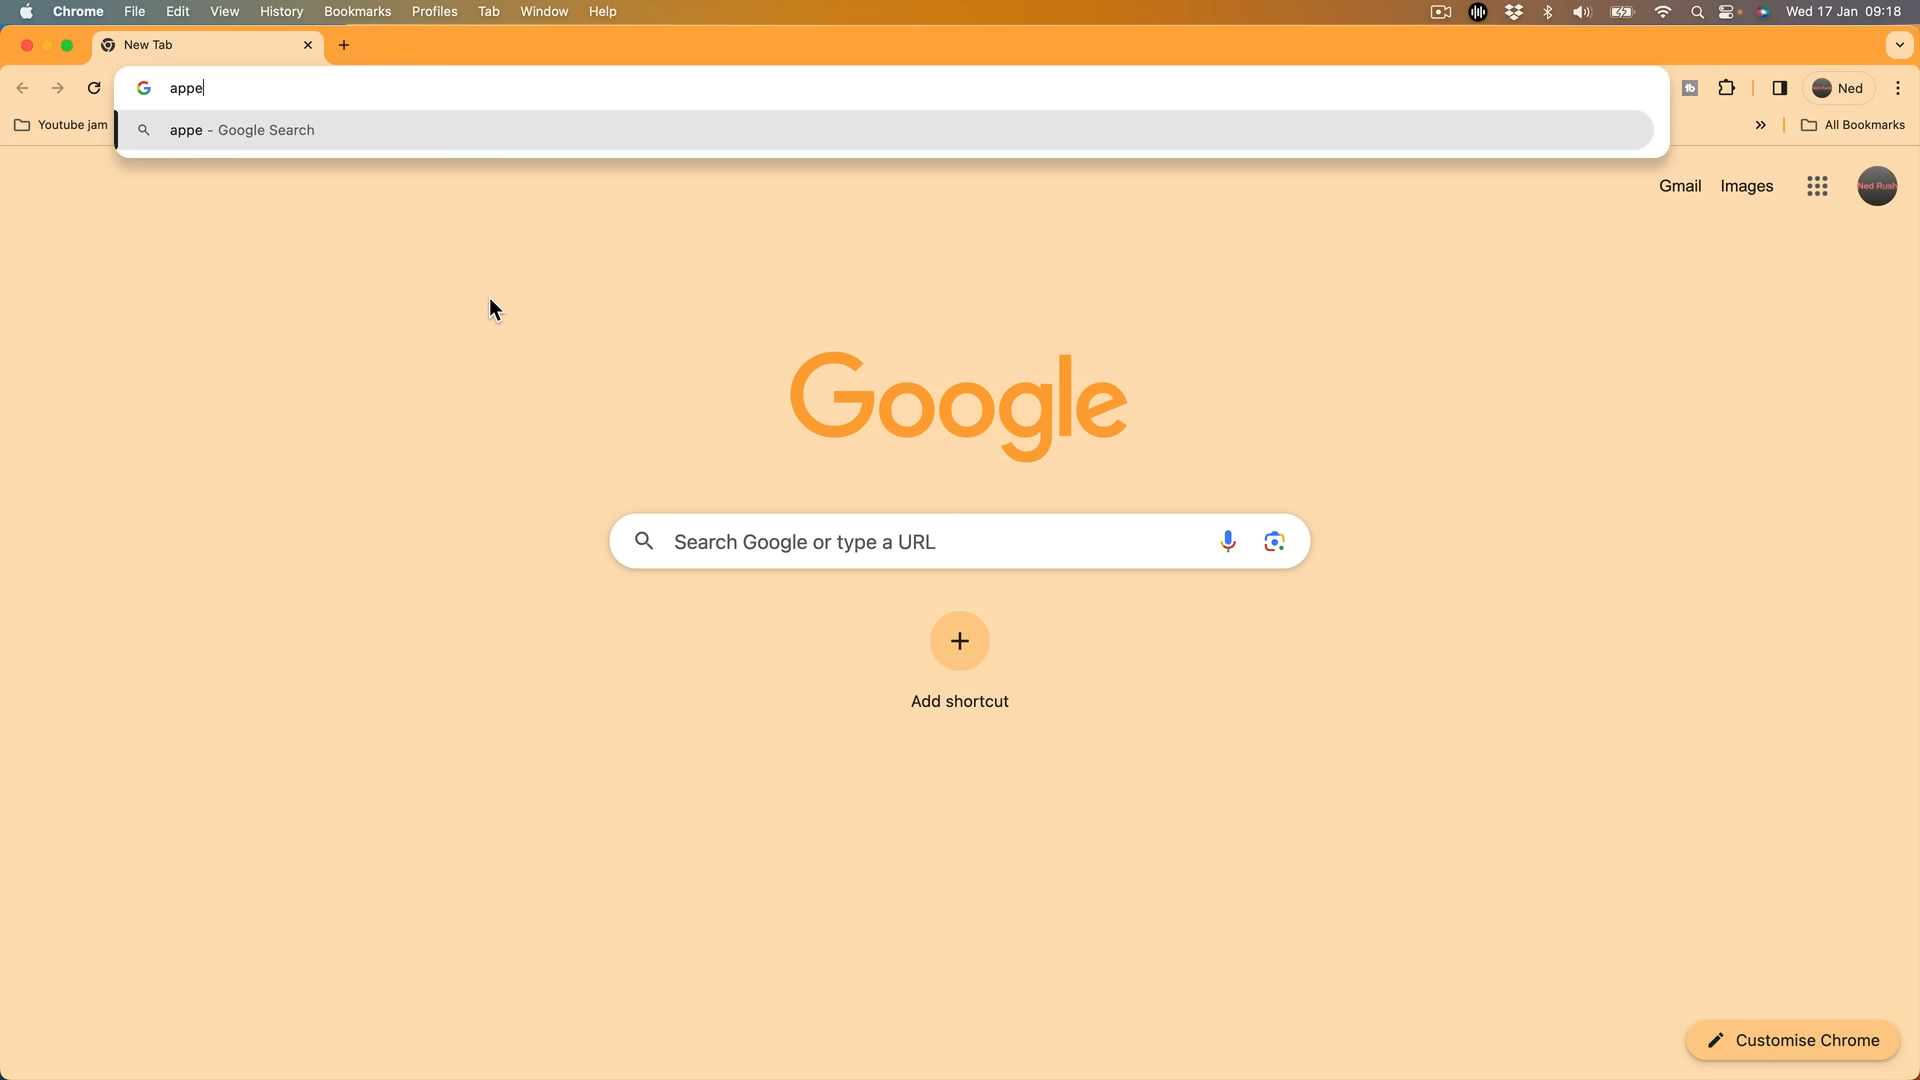 Chrome File Edit View History Bookmarks Profiles Tab Window Help Wed 17 Jan 09:18
New Tab
appe Ned
appe - Google Search
Youtube jam All Bookmarks
Gmail Images
Ned Rush
Google
Search Google or type a URL
Add shortcut
Customise Chrome